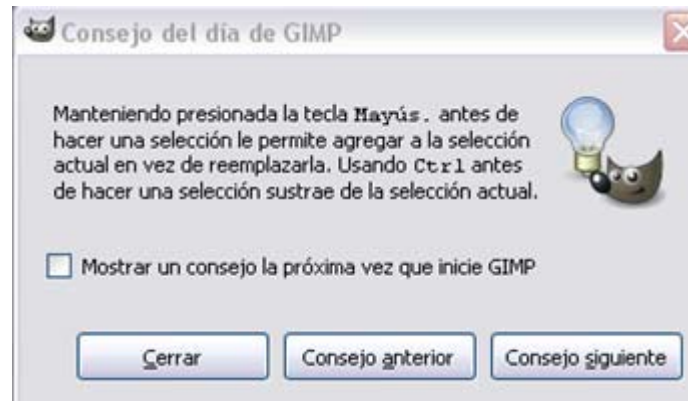 Consejo del día de GIMP
Manteniendo presionada la tecla Mayús. antes de
hacer una selección le permite agregar a la selección
actual en vez de reemplazarla. Usando Ctrl antes
de hacer una selección sustrae de la selección actual.
Mostrar un consejo la próxima vez que inicie GIMP
Cerrar Consejo anterior Consejo siguiente